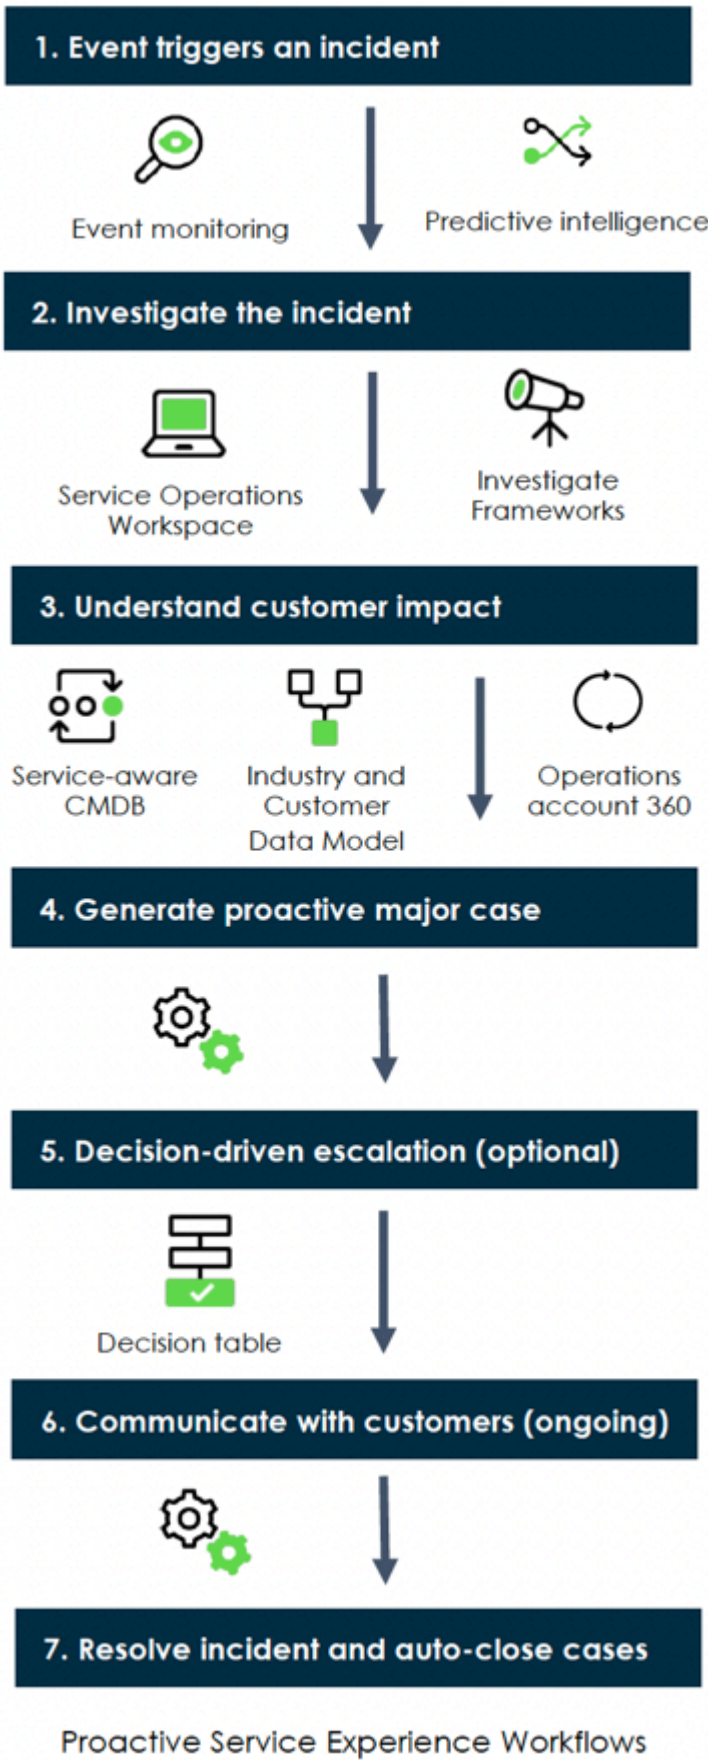 1. Event triggers an incident
Event monitoring
Predictive intelligence
2. Investigate the incident
Service Operations
Workspace
Investigate
Frameworks
3. Understand customer impact
Service-aware
CMDB
Industry and
Customer
Data Model
Operations
account 360
4. Generate proactive major case
5. Decision-driven escalation (optional)
Decision table
6. Communicate with customers (ongoing)
7. Resolve incident and auto-close cases
Proactive Service Experience Workflows